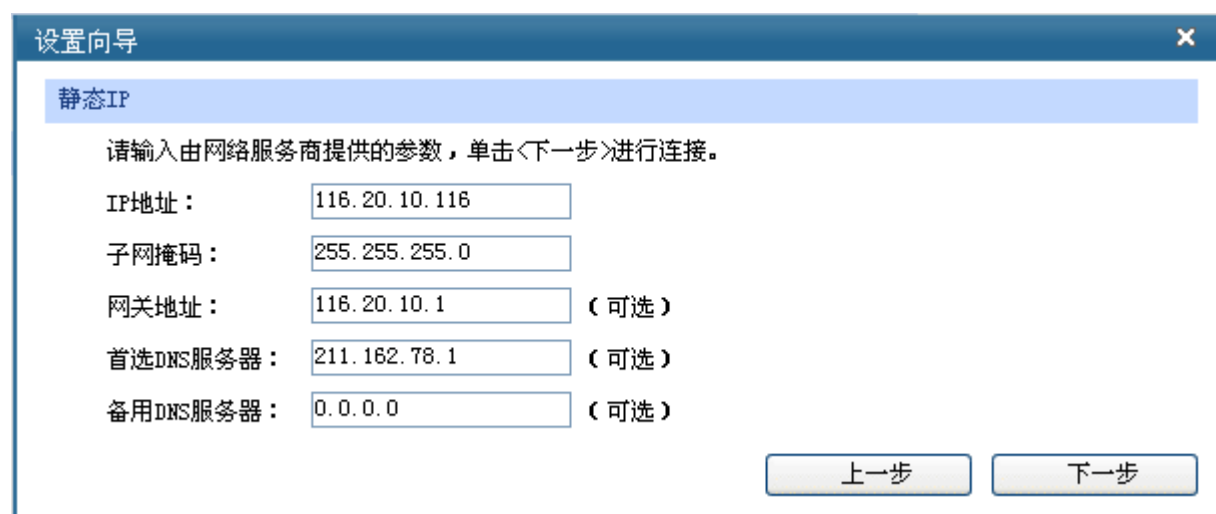 设置向导
静态IP
请输入由网络服务商提供的参数，单击<下一步>进行连接。
IP地址： 116.20.10.116
子网掩码： 255.255.255.0
网关地址： 116.20.10.1 （可选）
首选DNS服务器： 211.162.78.1 （可选）
备用DNS服务器： 0.0.0.0 （可选）
上一步 下一步